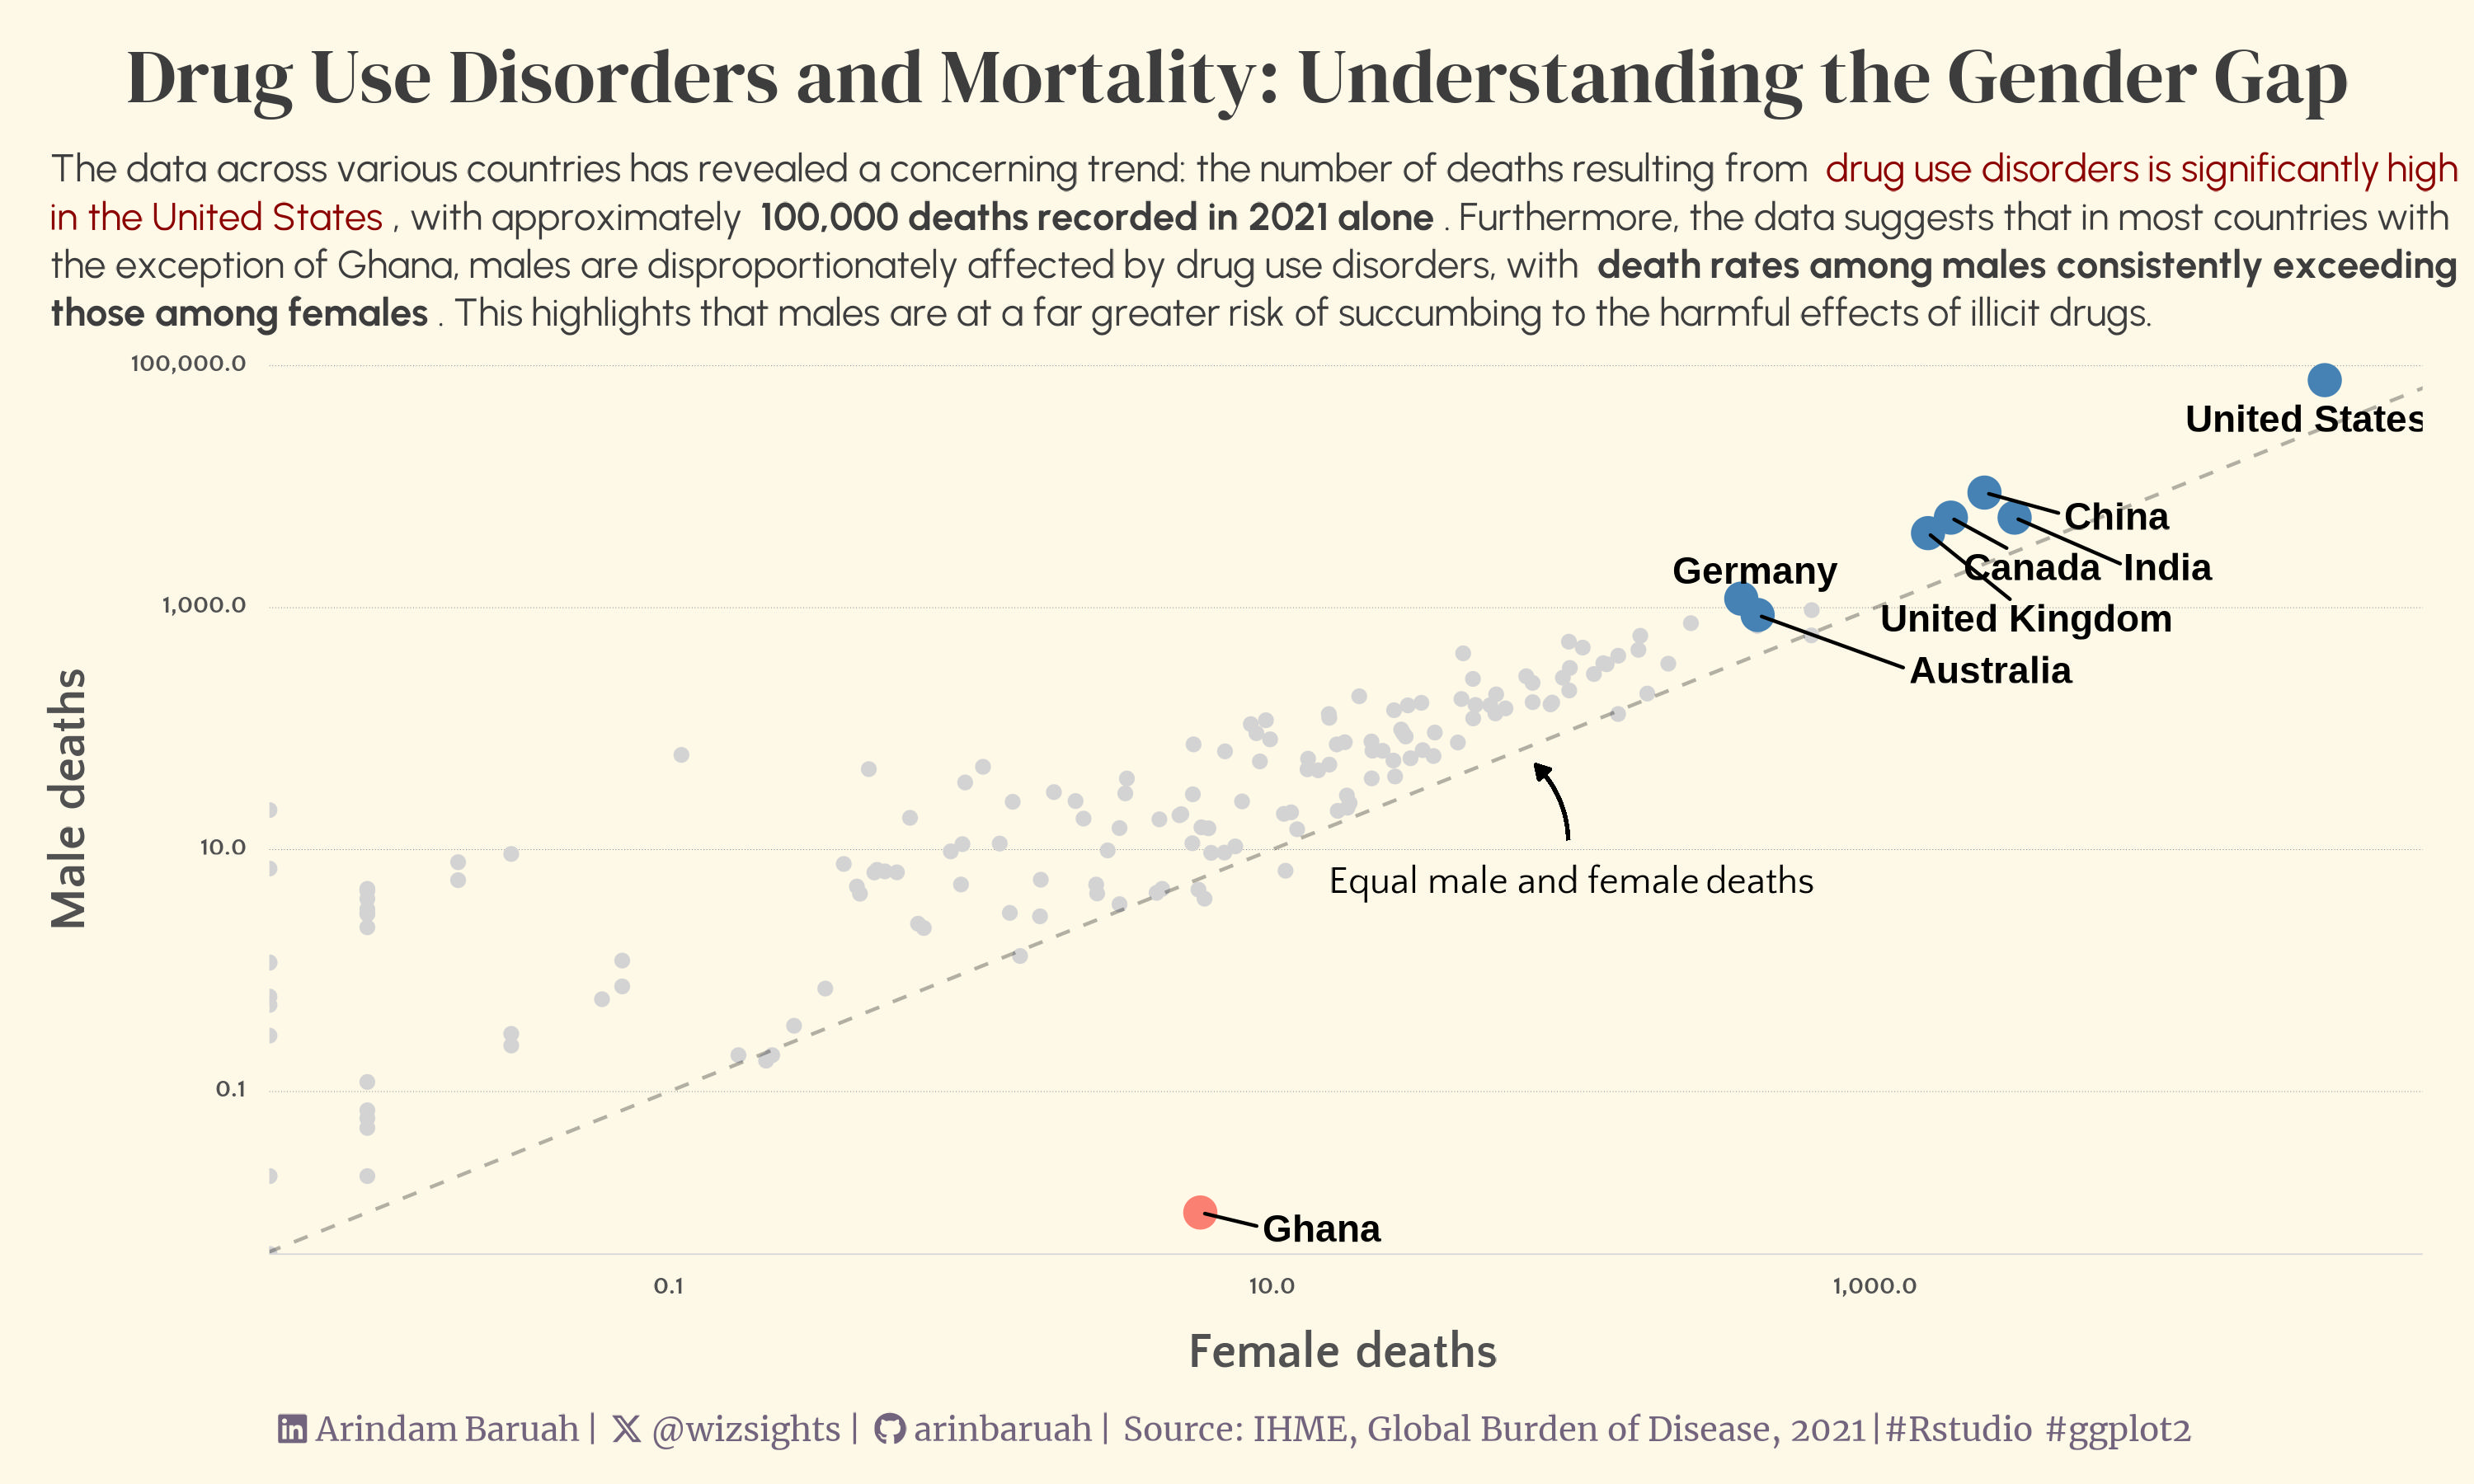 Drug Use Disorders and Mortality: Understanding the Gender Gap
The data across various countries has revealed a concerning trend: the number of deaths resulting from drug use disorders is significantly high
in the United States , with approximately 100,000 deaths recorded in 2021 alone . Furthermore, the data suggests that in most countries with
the exception of Ghana, males are disproportionately affected by drug use disorders, with death rates among males consistently exceeding
those among females . This highlights that males are at a far greater risk of succumbing to the harmful effects of illicit drugs.
100,000.0
United States
China
Canada
India
Germany
1,000.0
United Kingdom
Australia
Male deaths
10.0
Equal male and female deaths
0.1
Ghana
0.1
10.0
1,000.0
Female deaths
Arindam Baruah | @wizsights | arinbaruah | Source: IHME, Global Burden of Disease, 2021|#Rstudio #ggplot2